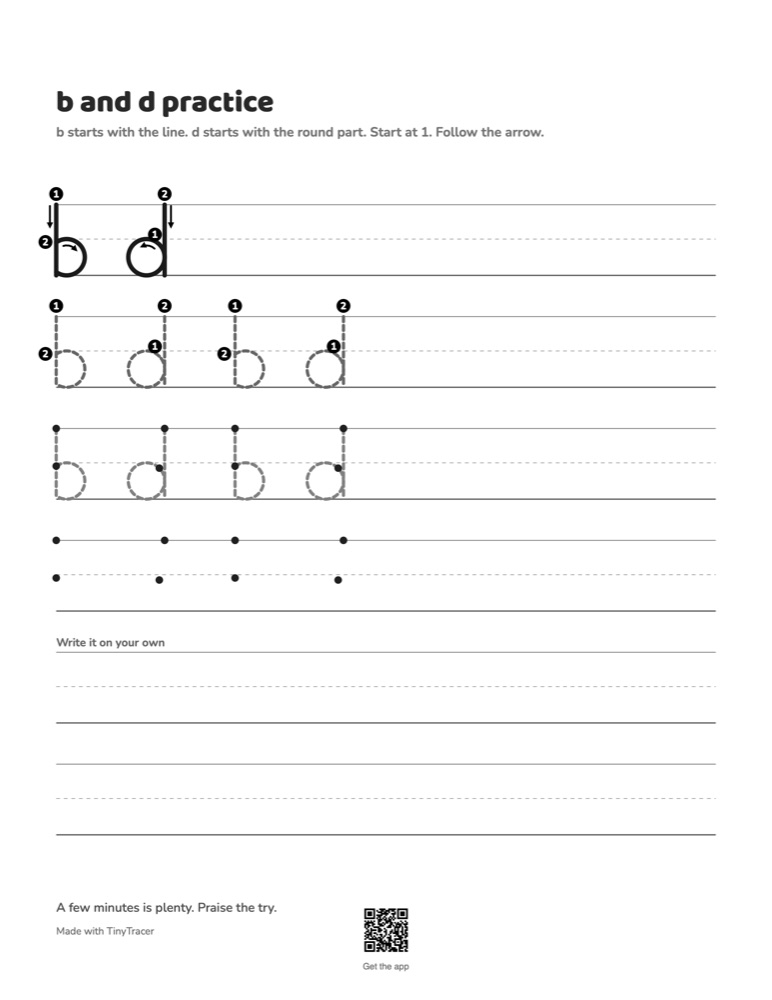 b and d practice
b starts with the line. d starts with the round part. Start at 1. Follow the arrow.
1 2
2 1
b d
1 2 1 2
2 1 2 1
b d b d
b d b d
Write it on your own
A few minutes is plenty. Praise the try.
Made with TinyTracer
Get the app